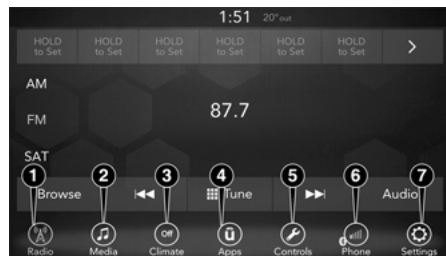 1:51 20°out
HOLD to Set HOLD to Set HOLD to Set HOLD to Set HOLD to Set HOLD to Set
AM
87.7
FM
SAT
1 2 3 4 5 6 7
Browse Tune Audio
Off ū
Radio Media Climate Apps Controls Phone Settings